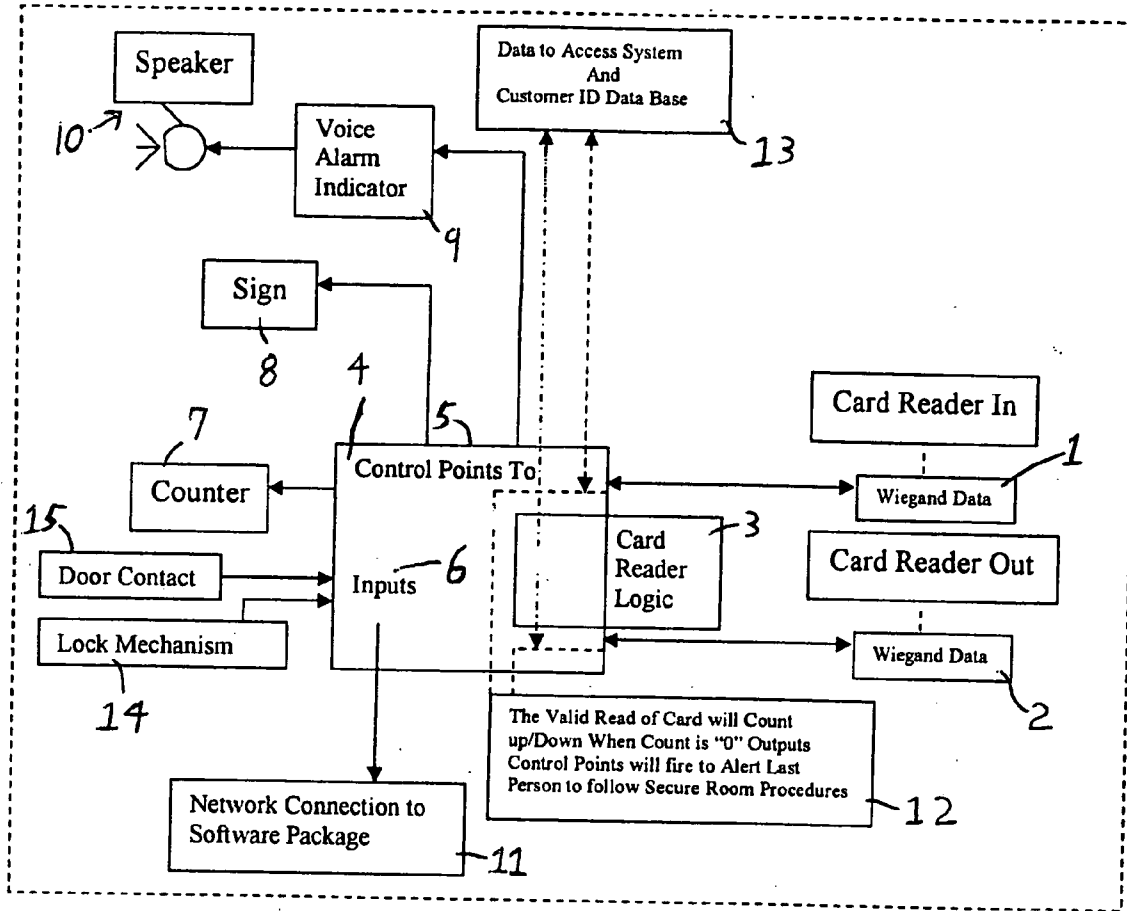 Speaker
10
Voice
Alarm
Indicator
9
Data to Access System
And
Customer ID Data Base
13
Sign
8
4
5
Control Points To
7
Counter
15
Door Contact
Inputs
6
Lock Mechanism
14
3
Card
Reader
Logic
Card Reader In
1
Wiegand Data
Card Reader Out
Wiegand Data
2
The Valid Read of Card will Count
up/Down When Count is “0” Outputs
Control Points will fire to Alert Last
Person to follow Secure Room Procedures
12
Network Connection to
Software Package
11